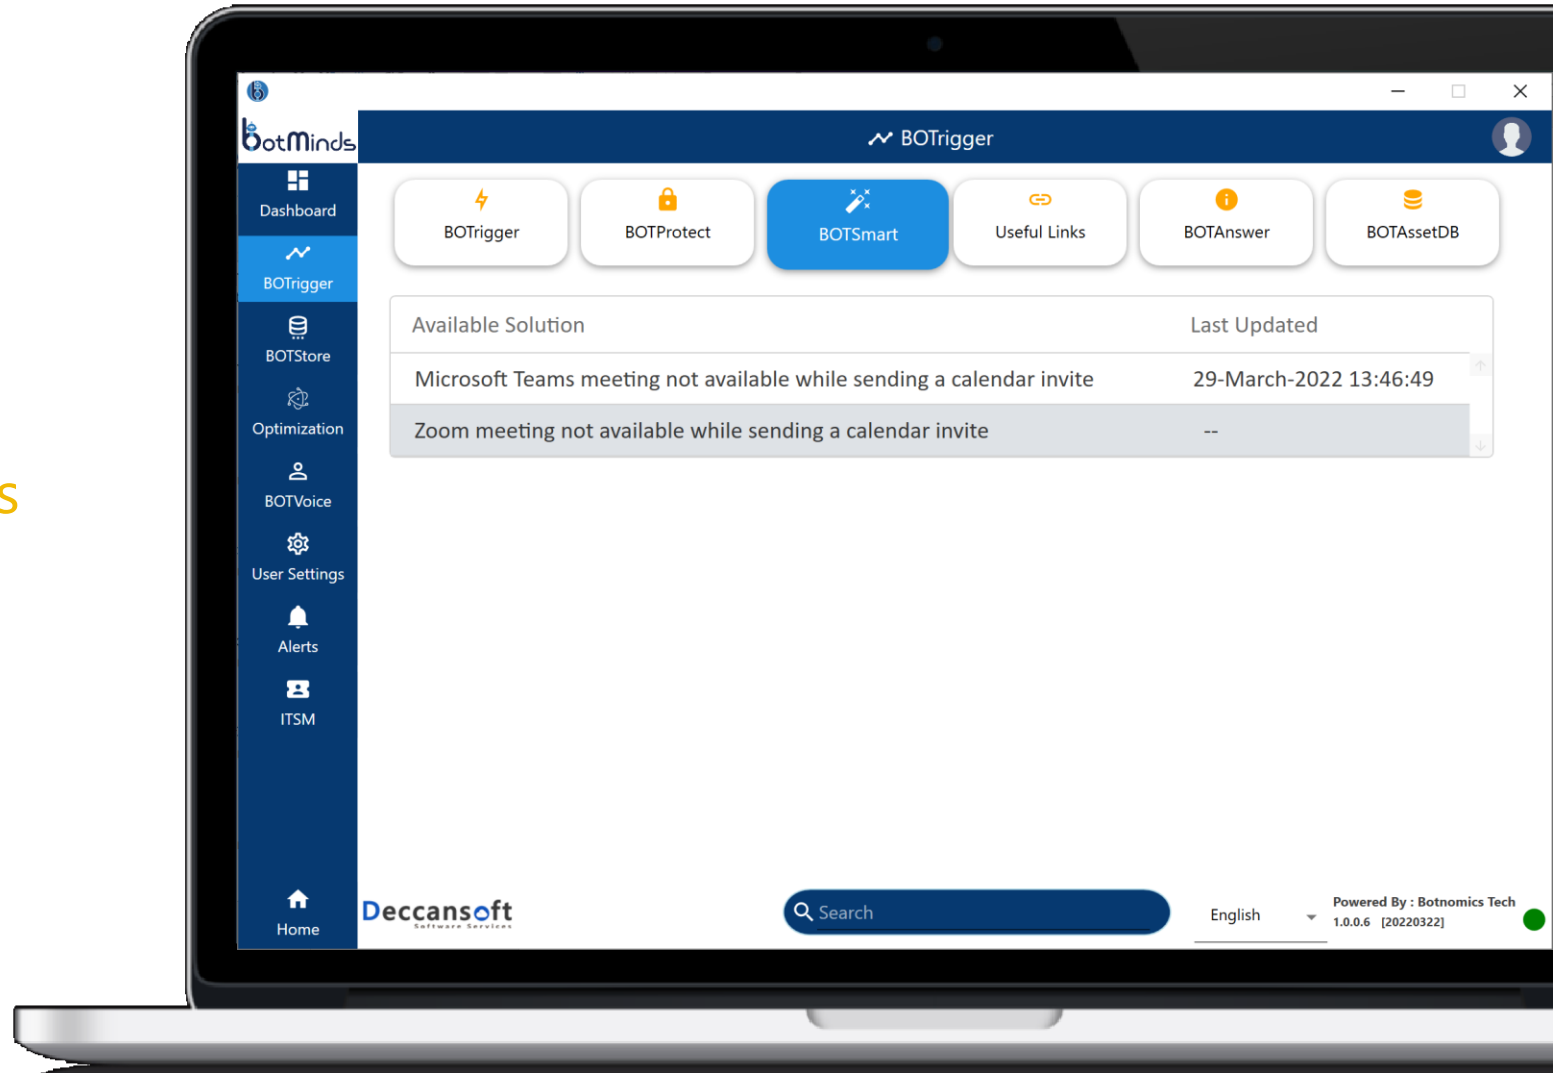 botMinds
BOTrigger
Dashboard
BOTrigger
BOTStore
Optimization
BOTVoice
User Settings
Alerts
ITSM
Home
BOTrigger
BOTProtect
BOTSmart
Useful Links
BOTAnswer
BOTAssetDB
Available Solution Last Updated
Microsoft Teams meeting not available while sending a calendar invite 29-March-2022 13:46:49
Zoom meeting not available while sending a calendar invite --
s
Deccansoft
Software Services
Search
English
Powered By : Botnomics Tech
1.0.0.6 [20220322]